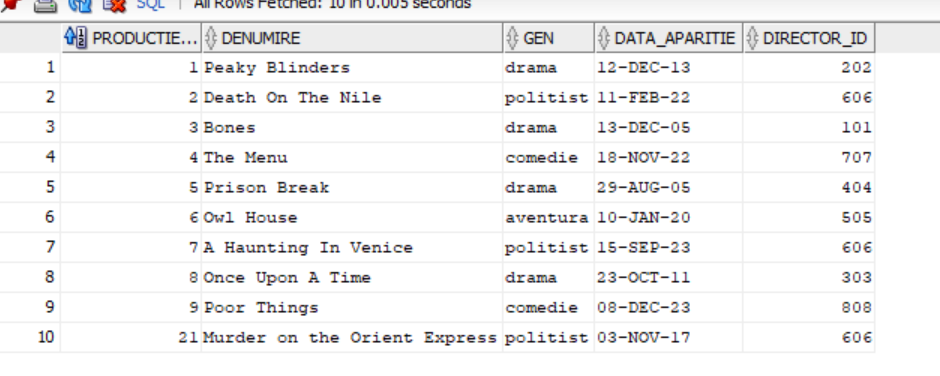 SQL | All Rows Fetched: 10 in 0.005 seconds
PRODUCTIE... DENUMIRE GEN DATA_APARITIE DIRECTOR_ID
1 1 Peaky Blinders drama 12-DEC-13 202
2 2 Death On The Nile politist 11-FEB-22 606
3 3 Bones drama 13-DEC-05 101
4 4 The Menu comedie 18-NOV-22 707
5 5 Prison Break drama 29-AUG-05 404
6 6 Owl House aventura 10-JAN-20 505
7 7 A Haunting In Venice politist 15-SEP-23 606
8 8 Once Upon A Time drama 23-OCT-11 303
9 9 Poor Things comedie 08-DEC-23 808
10 21 Murder on the Orient Express politist 03-NOV-17 606